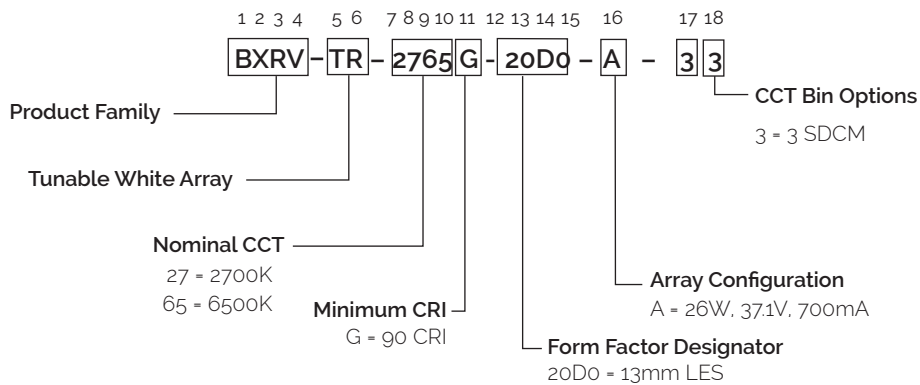 1 2 3 4 5 6 7 8 9 10 11 12 13 14 15 16 17 18
BXRV – TR – 2765 G - 20D0 – A – 3 3
CCT Bin Options
3 = 3 SDCM
Product Family
Tunable White Array
Nominal CCT
27 = 2700K
65 = 6500K
Minimum CRI
G = 90 CRI
Array Configuration
A = 26W, 37.1V, 700mA
Form Factor Designator
20D0 = 13mm LES